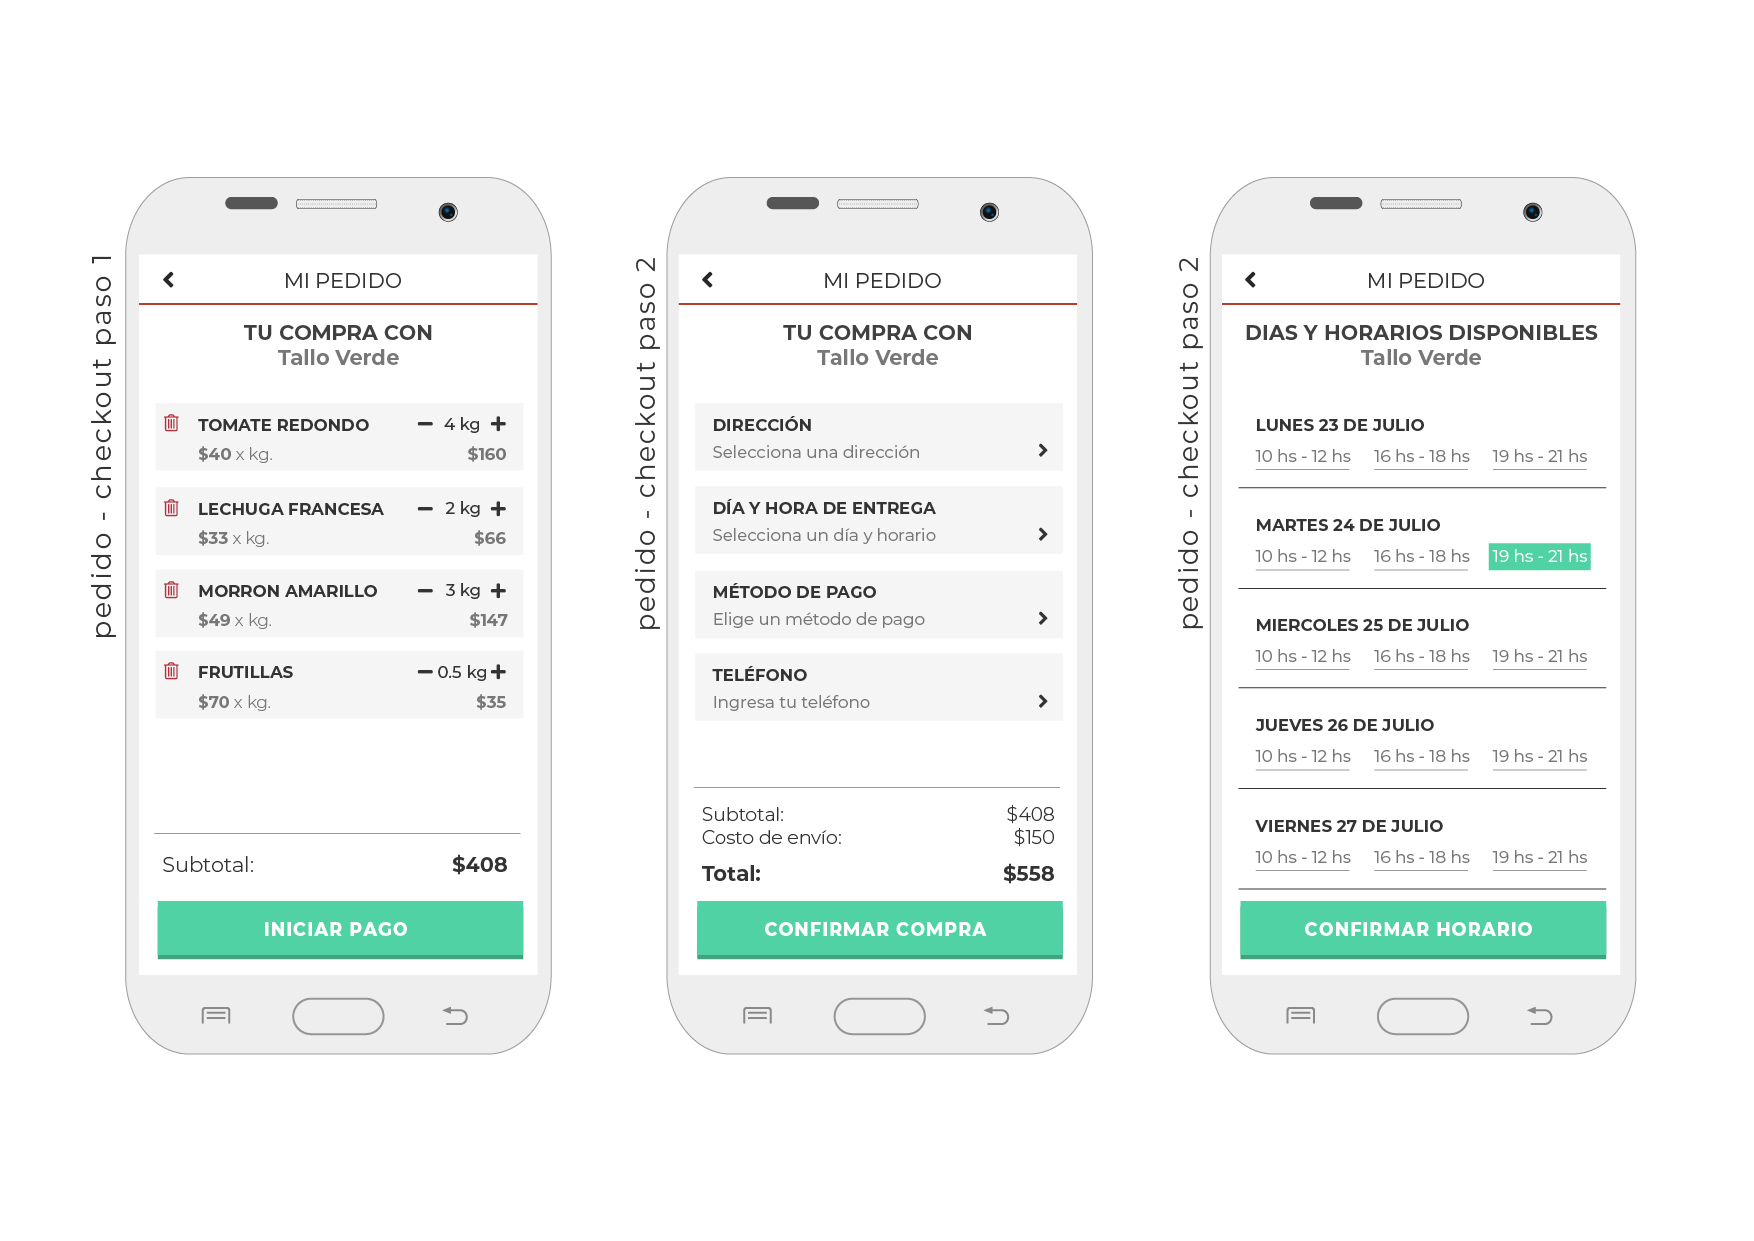 pedido - checkout paso 1
MI PEDIDO
TU COMPRA CON
Tallo Verde
TOMATE REDONDO 4 kg
$40 x kg. $160
LECHUGA FRANCESA 2 kg
$33 x kg. $66
MORRON AMARILLO 3 kg
$49 x kg. $147
FRUTILLAS 0.5 kg
$70 x kg. $35
Subtotal: $408
INICIAR PAGO
pedido - checkout paso 2
MI PEDIDO
TU COMPRA CON
Tallo Verde
DIRECCIÓN
Selecciona una dirección
DÍA Y HORA DE ENTREGA
Selecciona un día y horario
MÉTODO DE PAGO
Elige un método de pago
TELÉFONO
Ingresa tu teléfono
Subtotal: $408
Costo de envío: $150
Total: $558
CONFIRMAR COMPRA
pedido - checkout paso 2
MI PEDIDO
DIAS Y HORARIOS DISPONIBLES
Tallo Verde
LUNES 23 DE JULIO
10 hs - 12 hs 16 hs - 18 hs 19 hs - 21 hs
MARTES 24 DE JULIO
10 hs - 12 hs 16 hs - 18 hs 19 hs - 21 hs
MIERCOLES 25 DE JULIO
10 hs - 12 hs 16 hs - 18 hs 19 hs - 21 hs
JUEVES 26 DE JULIO
10 hs - 12 hs 16 hs - 18 hs 19 hs - 21 hs
VIERNES 27 DE JULIO
10 hs - 12 hs 16 hs - 18 hs 19 hs - 21 hs
CONFIRMAR HORARIO